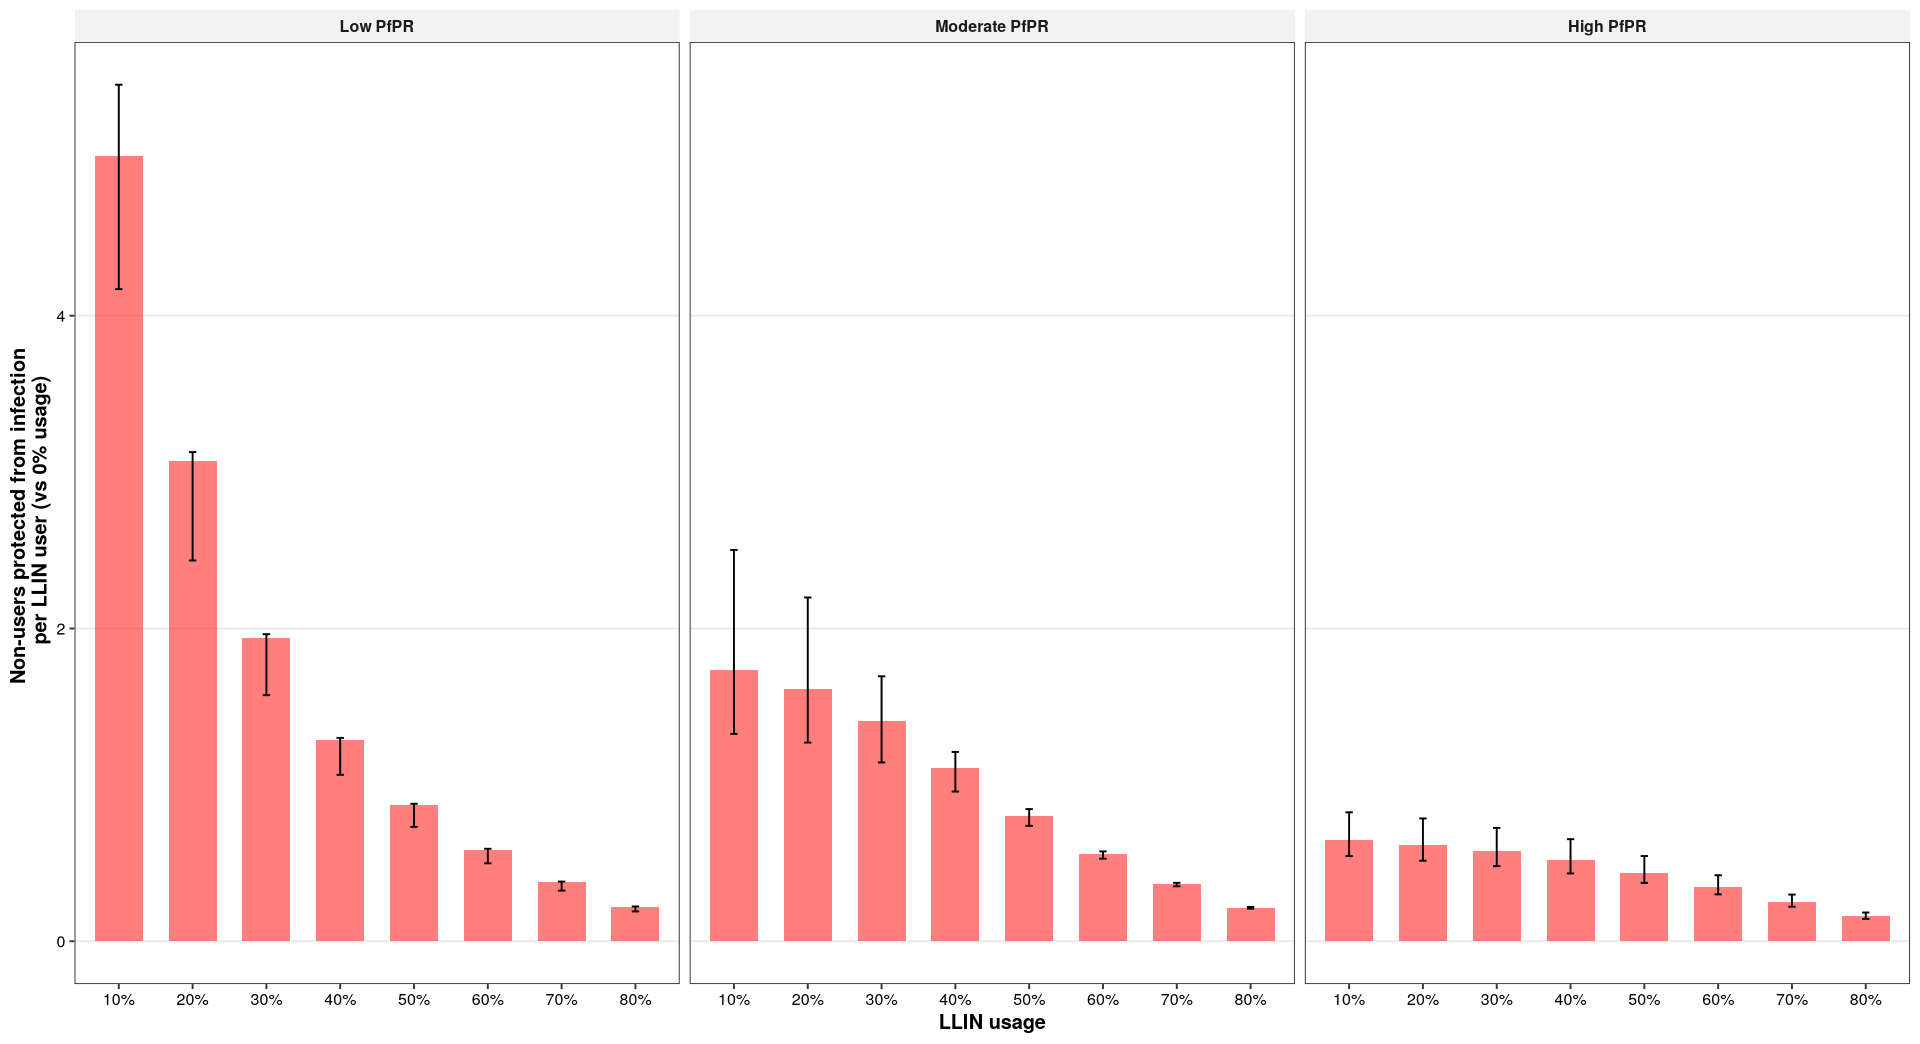 Low PfPR
Moderate PfPR
High PfPR
Non-users protected from infection
per LLIN user (vs 0% usage)
4
2
0
10% 20% 30% 40% 50% 60% 70% 80%
10% 20% 30% 40% 50% 60% 70% 80%
10% 20% 30% 40% 50% 60% 70% 80%
LLIN usage